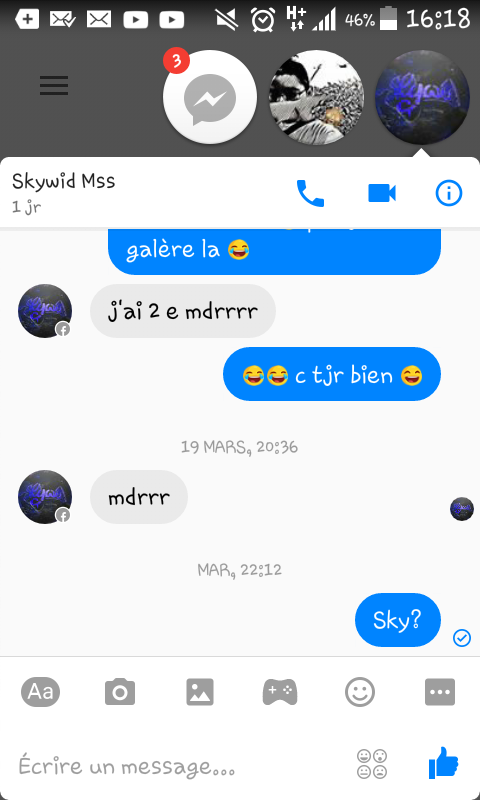 H+ 46% 16:18
3
Skywid Mss
1 jr
galère la 😂
j'ai 2 e mdrrrr
😂😂 c tjr bien 😂
19 MARS, 20:36
mdrrr
MAR, 22:12
Sky?
Aa
Écrire un message...